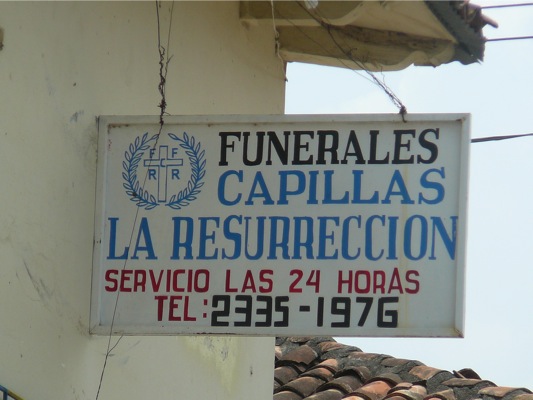 F F
C
R R
FUNERALES
CAPILLAS
LA RESURRECCION
SERVICIO LAS 24 HORAS
TEL: 2335-1976